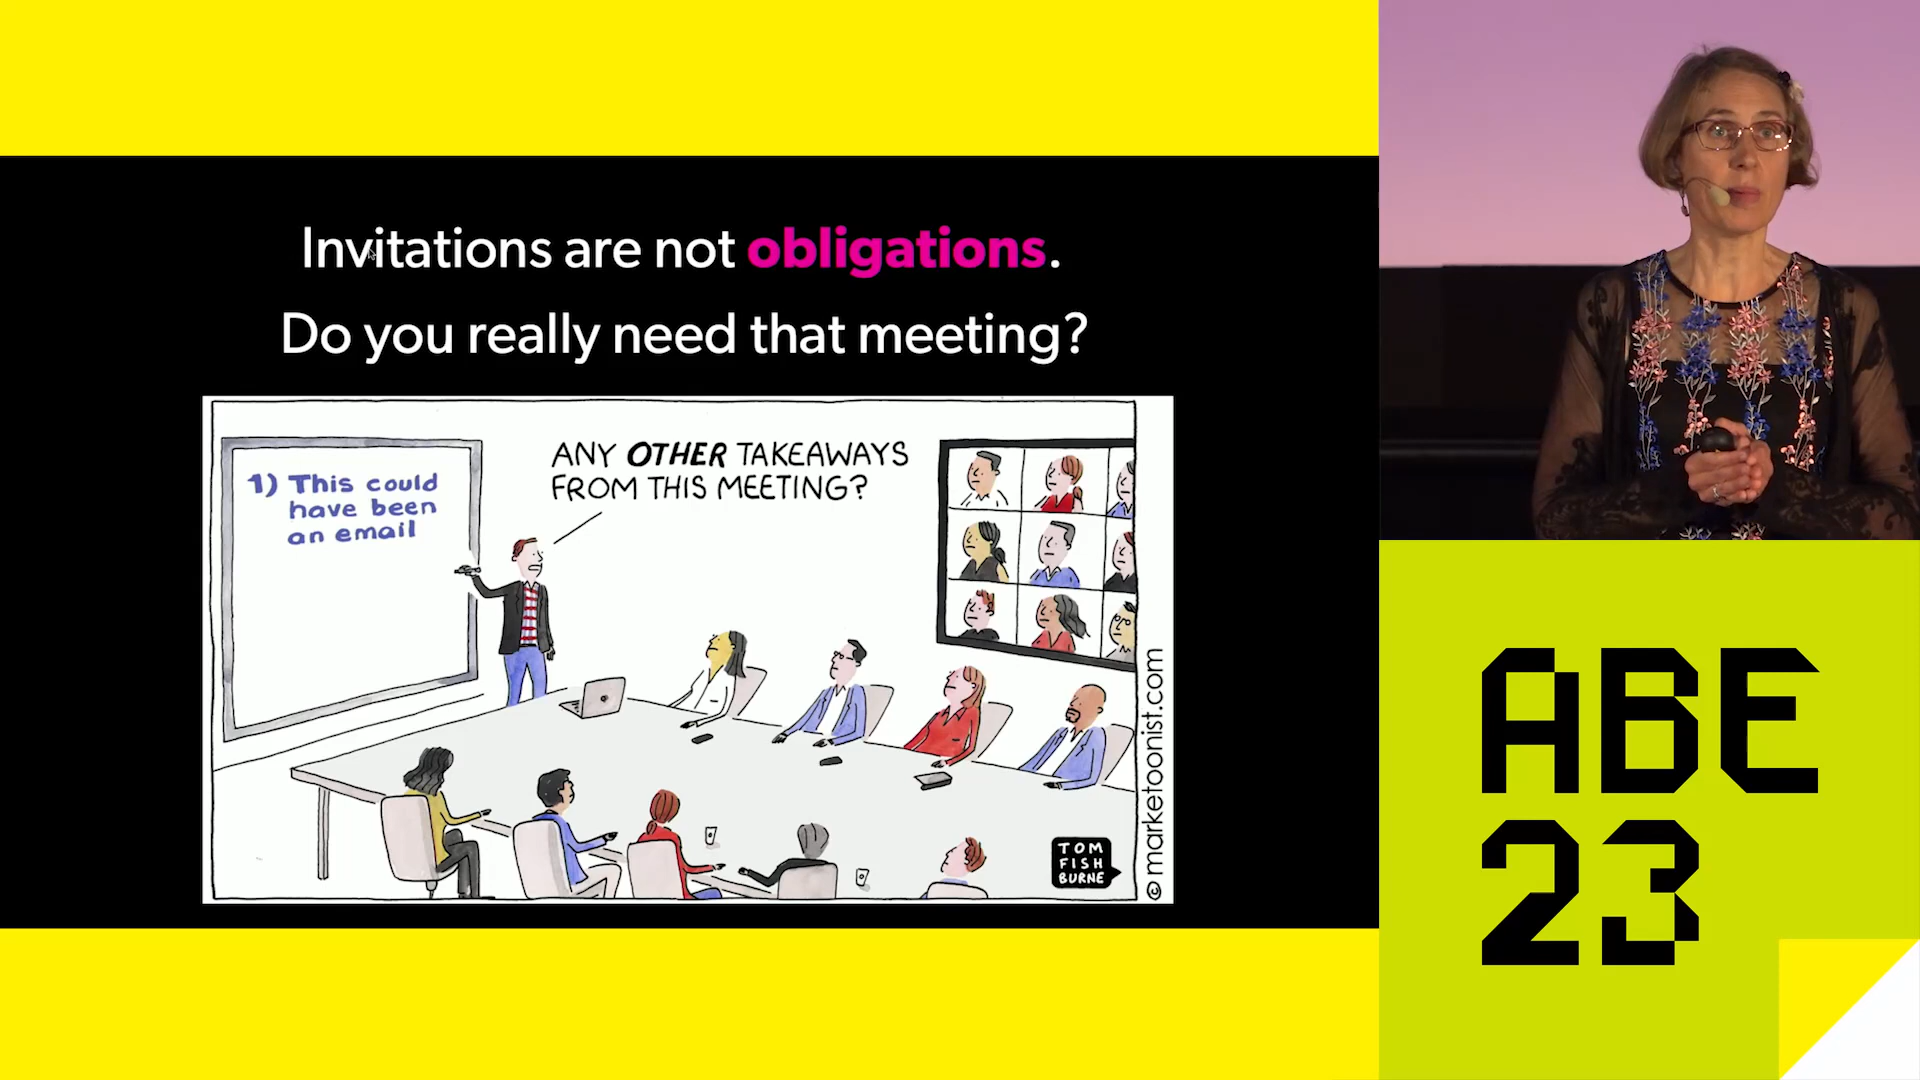 Invitations are not obligations.
Do you really need that meeting?
1) This could
have been
an email
ANY OTHER TAKEAWAYS
FROM THIS MEETING?
TOM
FISH
BURNE
© marketoonist.com
ABE
23